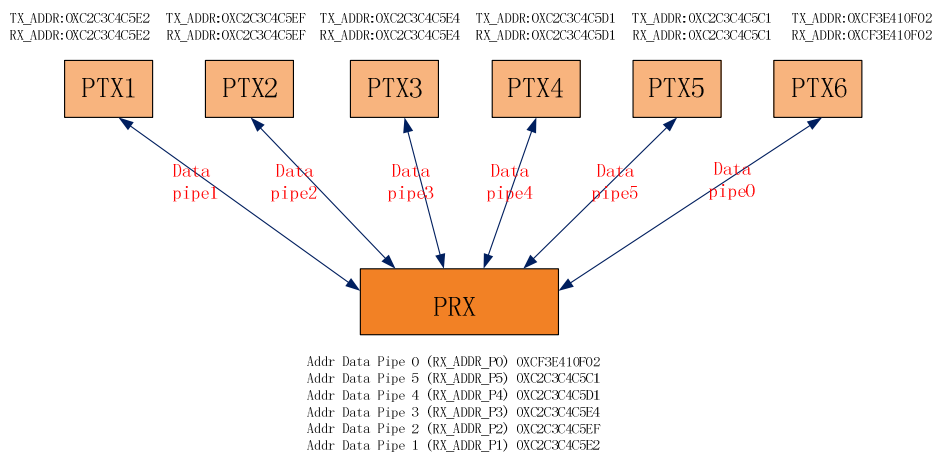 TX_ADDR:0XC2C3C4C5E2 TX_ADDR:0XC2C3C4C5EF TX_ADDR:0XC2C3C4C5E4 TX_ADDR:0XC2C3C4C5D1 TX_ADDR:0XC2C3C4C5C1 TX_ADDR:0XCF3E410F02
RX_ADDR:0XC2C3C4C5E2 RX_ADDR:0XC2C3C4C5EF RX_ADDR:0XC2C3C4C5E4 RX_ADDR:0XC2C3C4C5D1 RX_ADDR:0XC2C3C4C5C1 RX_ADDR:0XCF3E410F02
PTX1 PTX2 PTX3 PTX4 PTX5 PTX6
Data Data Data Data Data Data
pipe1 pipe2 pipe3 pipe4 pipe5 pipe0
PRX
Addr Data Pipe 0 (RX_ADDR_P0) 0XCF3E410F02
Addr Data Pipe 5 (RX_ADDR_P5) 0XC2C3C4C5C1
Addr Data Pipe 4 (RX_ADDR_P4) 0XC2C3C4C5D1
Addr Data Pipe 3 (RX_ADDR_P3) 0XC2C3C4C5E4
Addr Data Pipe 2 (RX_ADDR_P2) 0XC2C3C4C5EF
Addr Data Pipe 1 (RX_ADDR_P1) 0XC2C3C4C5E2